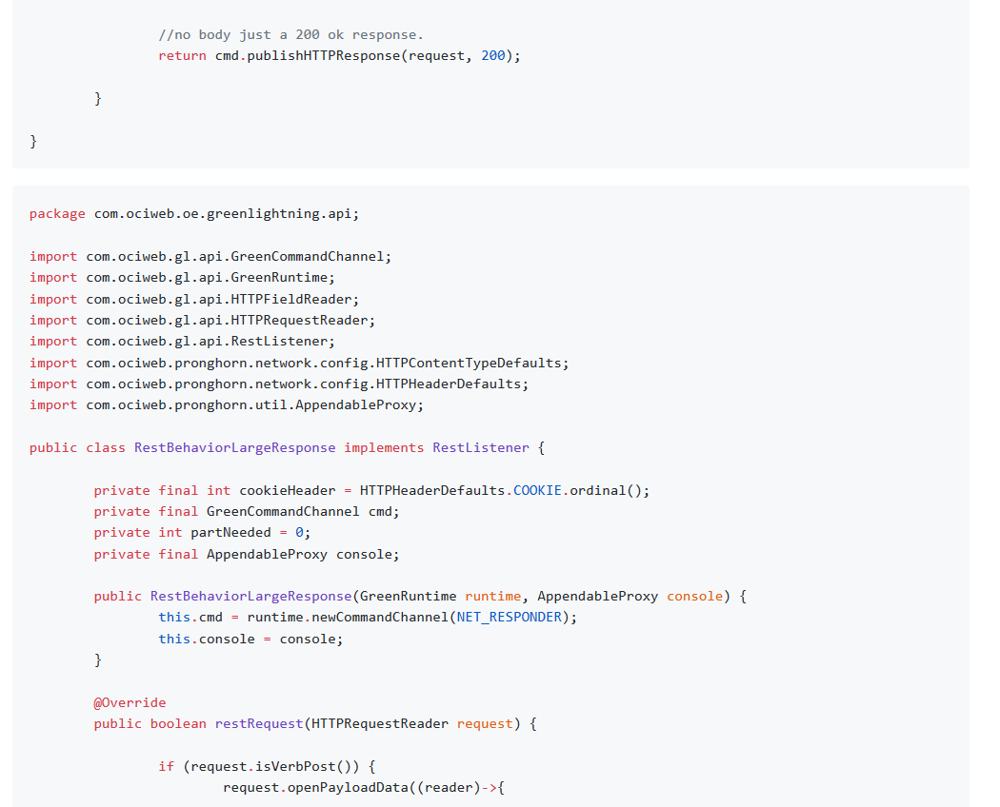 //no body just a 200 ok response.
return cmd.publishHTTPResponse(request, 200);
}
}
package com.ociweb.oe.greenlightning.api;
import com.ociweb.gl.api.GreenCommandChannel;
import com.ociweb.gl.api.GreenRuntime;
import com.ociweb.gl.api.HTTPFieldReader;
import com.ociweb.gl.api.HTTPRequestReader;
import com.ociweb.gl.api.RestListener;
import com.ociweb.pronghorn.network.config.HTTPContentTypeDefaults;
import com.ociweb.pronghorn.network.config.HTTPHeaderDefaults;
import com.ociweb.pronghorn.util.AppendableProxy;
public class RestBehaviorLargeResponse implements RestListener {
private final int cookieHeader = HTTPHeaderDefaults.COOKIE.ordinal();
private final GreenCommandChannel cmd;
private int partNeeded = 0;
private final AppendableProxy console;
public RestBehaviorLargeResponse(GreenRuntime runtime, AppendableProxy console) {
this.cmd = runtime.newCommandChannel(NET_RESPONDER);
this.console = console;
}
@Override
public boolean restRequest(HTTPRequestReader request) {
if (request.isVerbPost()) {
request.openPayloadData((reader)->{